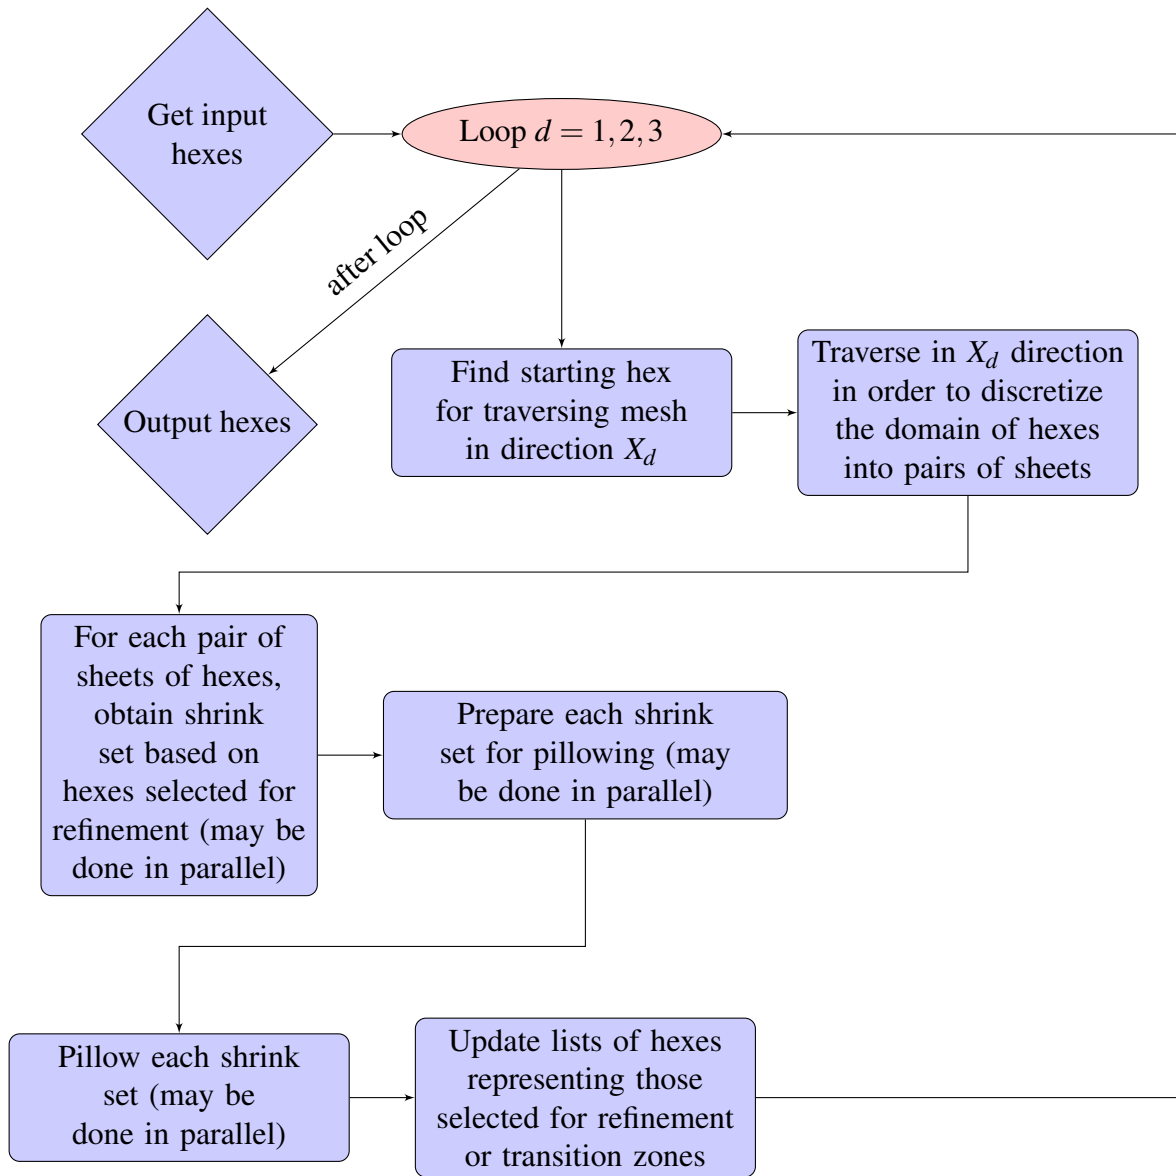 Get input
hexes
Loop d = 1, 2, 3
after loop
Output hexes
Find starting hex
for traversing mesh
in direction X_d
Traverse in X_d direction
in order to discretize
the domain of hexes
into pairs of sheets
For each pair of
sheets of hexes,
obtain shrink
set based on
hexes selected for
refinement (may be
done in parallel)
Prepare each shrink
set for pillowing (may
be done in parallel)
Pillow each shrink
set (may be
done in parallel)
Update lists of hexes
representing those
selected for refinement
or transition zones